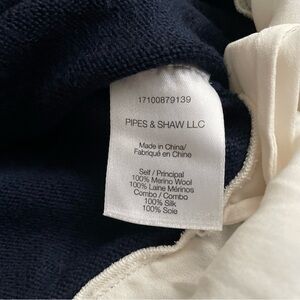 17100879139
PIPES & SHAW LLC
Made in China/
Fabriqué en Chine
Self / Principal
100% Merino Wool
100% Laine Mérinos
Combo / Combo
100% Silk
100% Soie